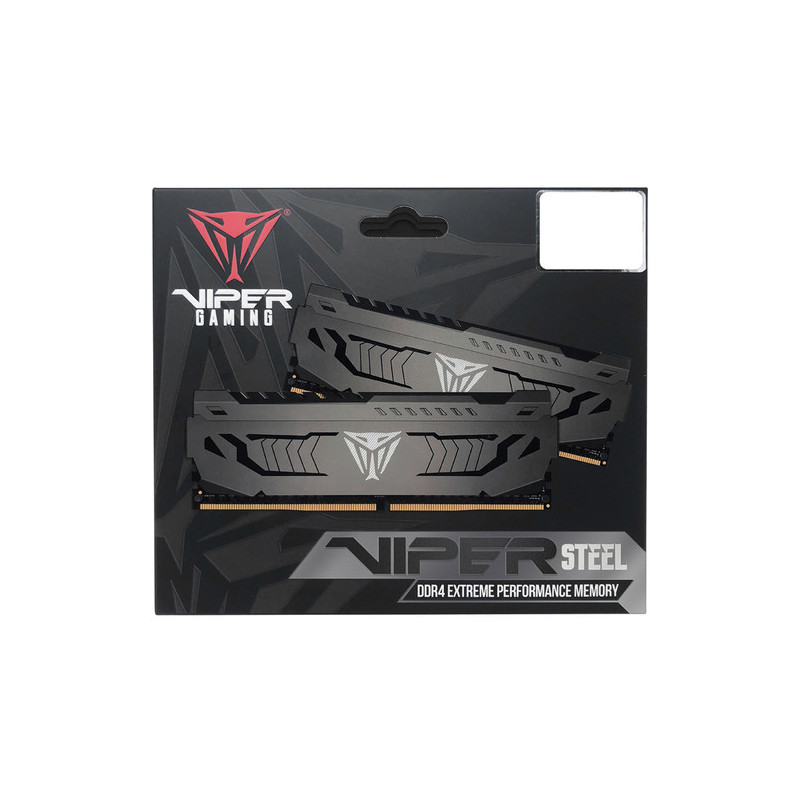 ®
VIPER
GAMING
VIPER STEEL
DDR4 EXTREME PERFORMANCE MEMORY